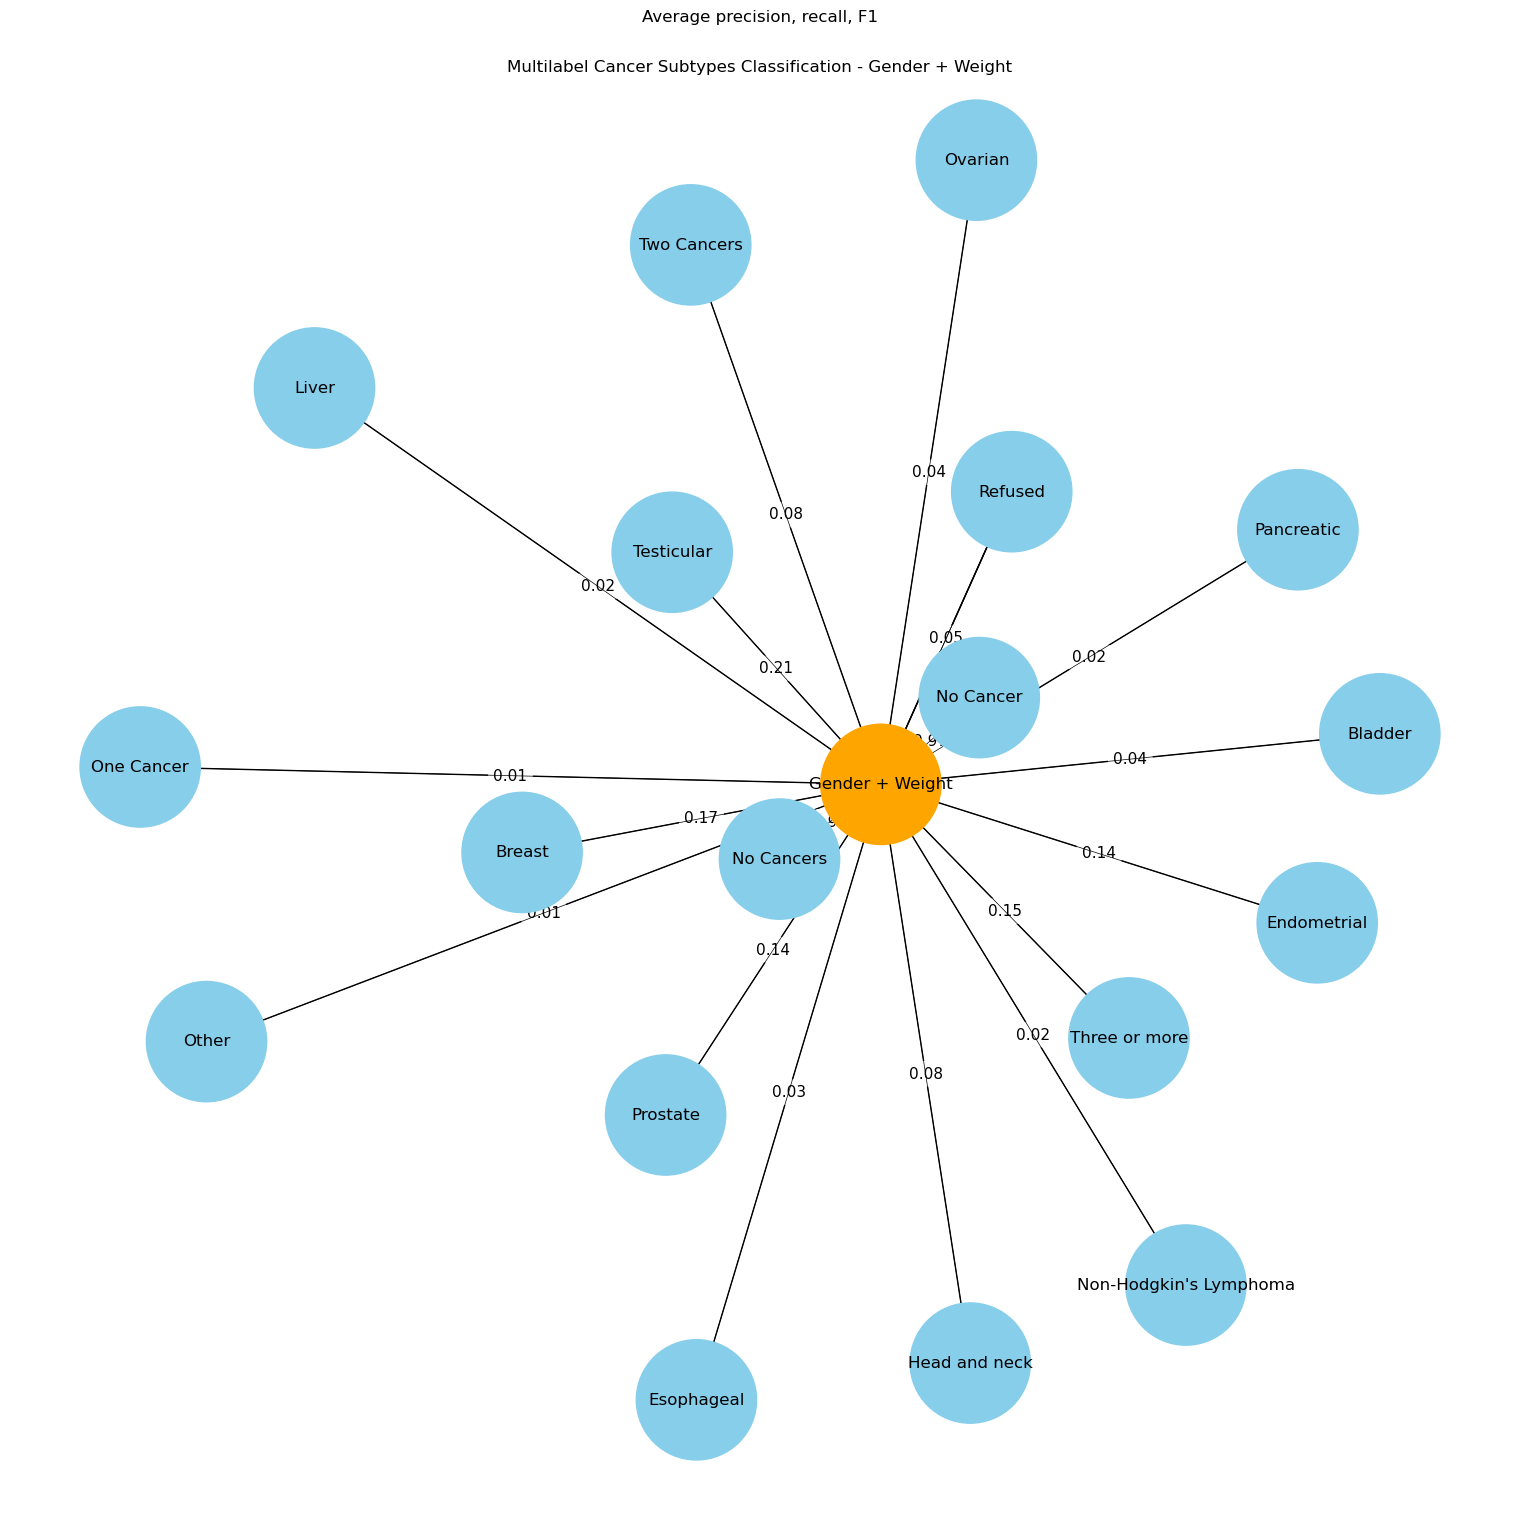 Average precision, recall, F1
Multilabel Cancer Subtypes Classification - Gender + Weight
Ovarian
Two Cancers
Liver
0.04
Refused
Pancreatic
0.08
Testicular
0.02
0.05
0.02
0.21
No Cancer
Bladder
0.04
One Cancer
0.01
Gender + Weight
0.17
Breast
No Cancers
0.14
0.01
0.15
Endometrial
0.14
Other
0.02
Three or more
0.08
0.03
Prostate
Non-Hodgkin's Lymphoma
Head and neck
Esophageal